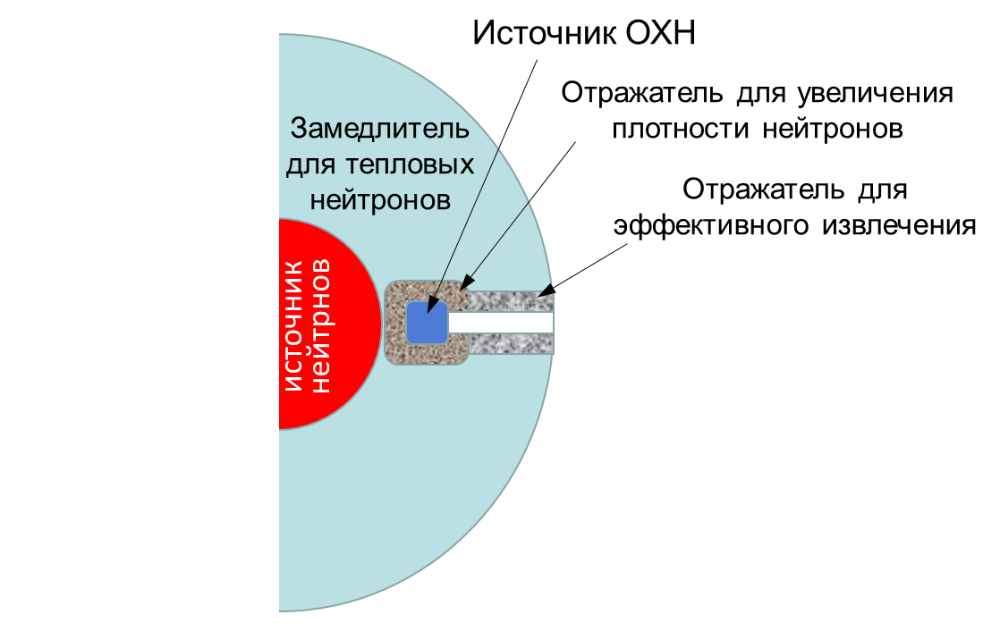 Источник ОХН
Отражатель для увеличения
плотности нейтронов
Замедлитель
для тепловых
нейтронов
Отражатель для
эффективного извлечения
источник
нейтрнов